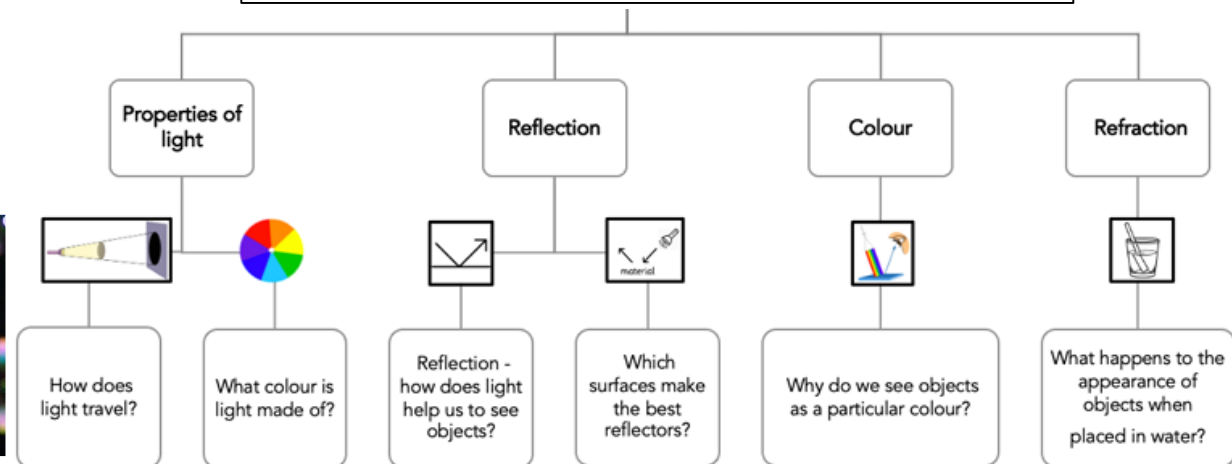 Properties of
light
Reflection
Colour
Refraction
material
How does
light travel?
What colour is
light made of?
Reflection -
how does light
help us to see
objects?
Which
surfaces make
the best
reflectors?
Why do we see objects
as a particular colour?
What happens to the
appearance of
objects when
placed in water?